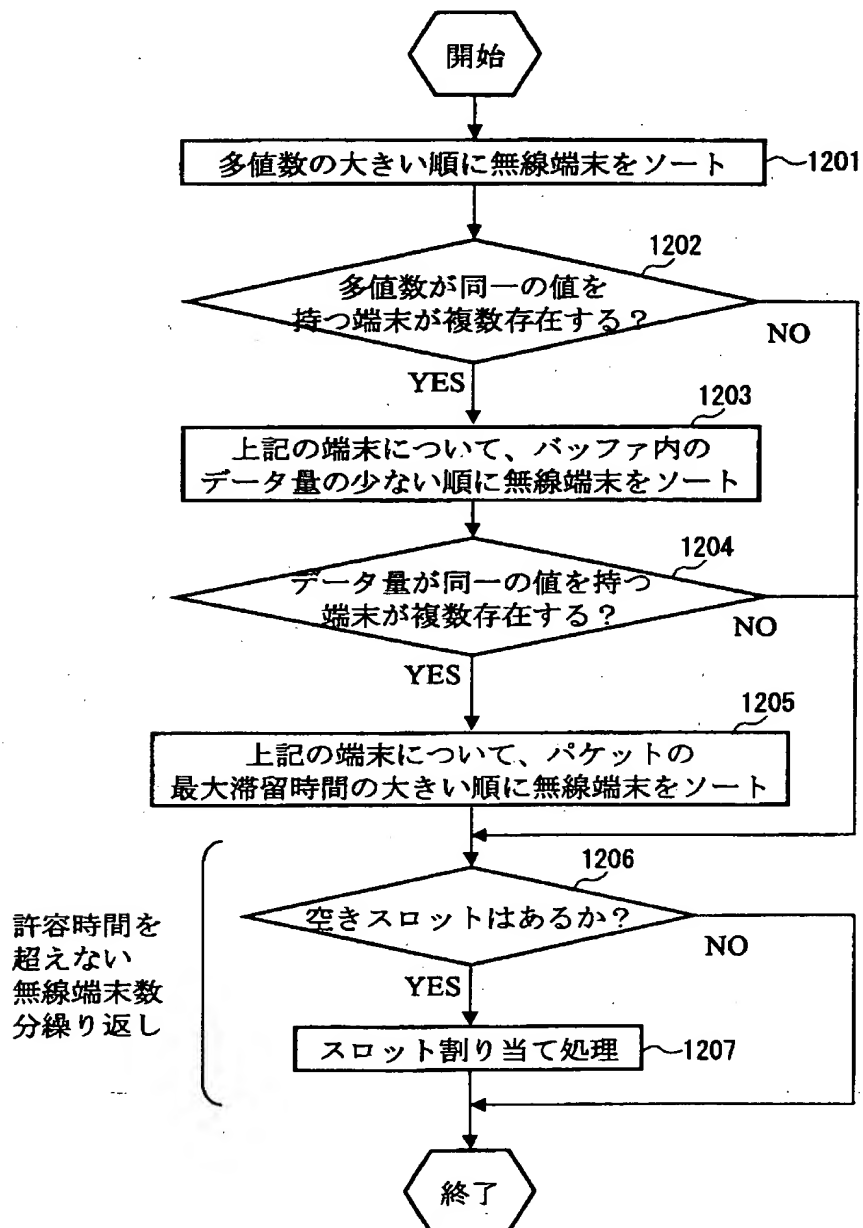 開始
多値数の大きい順に無線端末をソート
1201
1202
多値数が同一の値を
持つ端末が複数存在する？
NO
YES
1203
上記の端末について、バッファ内の
データ量の少ない順に無線端末をソート
1204
データ量が同一の値を持つ
端末が複数存在する？
NO
YES
1205
上記の端末について、パケットの
最大滞留時間の大きい順に無線端末をソート
1206
空きスロットはあるか？
NO
YES
許容時間を
超えない
無線端末数
分繰り返し
スロット割り当て処理
1207
終了